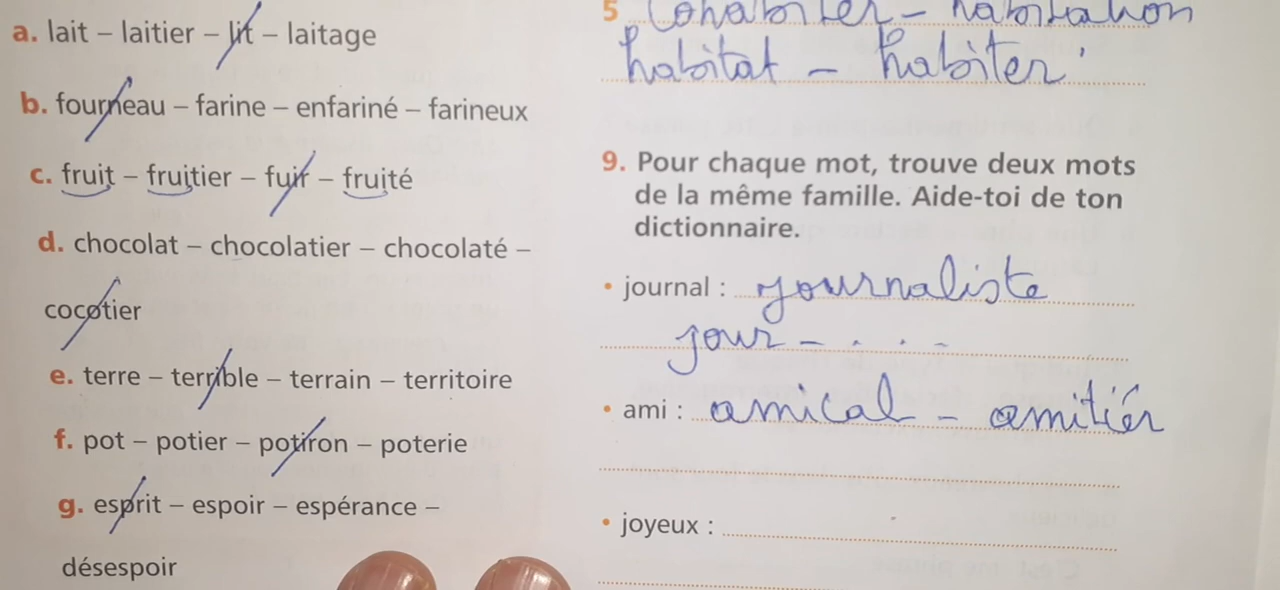 a. lait – laitier – lit – laitage
b. fourneau – farine – enfariné – farineux
c. fruit – fruitier – fuir – fruité
d. chocolat – chocolatier – chocolaté –
cocotier
e. terre – terrible – terrain – territoire
f. pot – potier – potiron – poterie
g. esprit – espoir – espérance –
désespoir
5 Cohabiter – habitation
habitat – habiter
9. Pour chaque mot, trouve deux mots
de la même famille. Aide-toi de ton
dictionnaire.
• journal : journaliste
jour – . . . –
• ami : amical – amitiér
• joyeux :